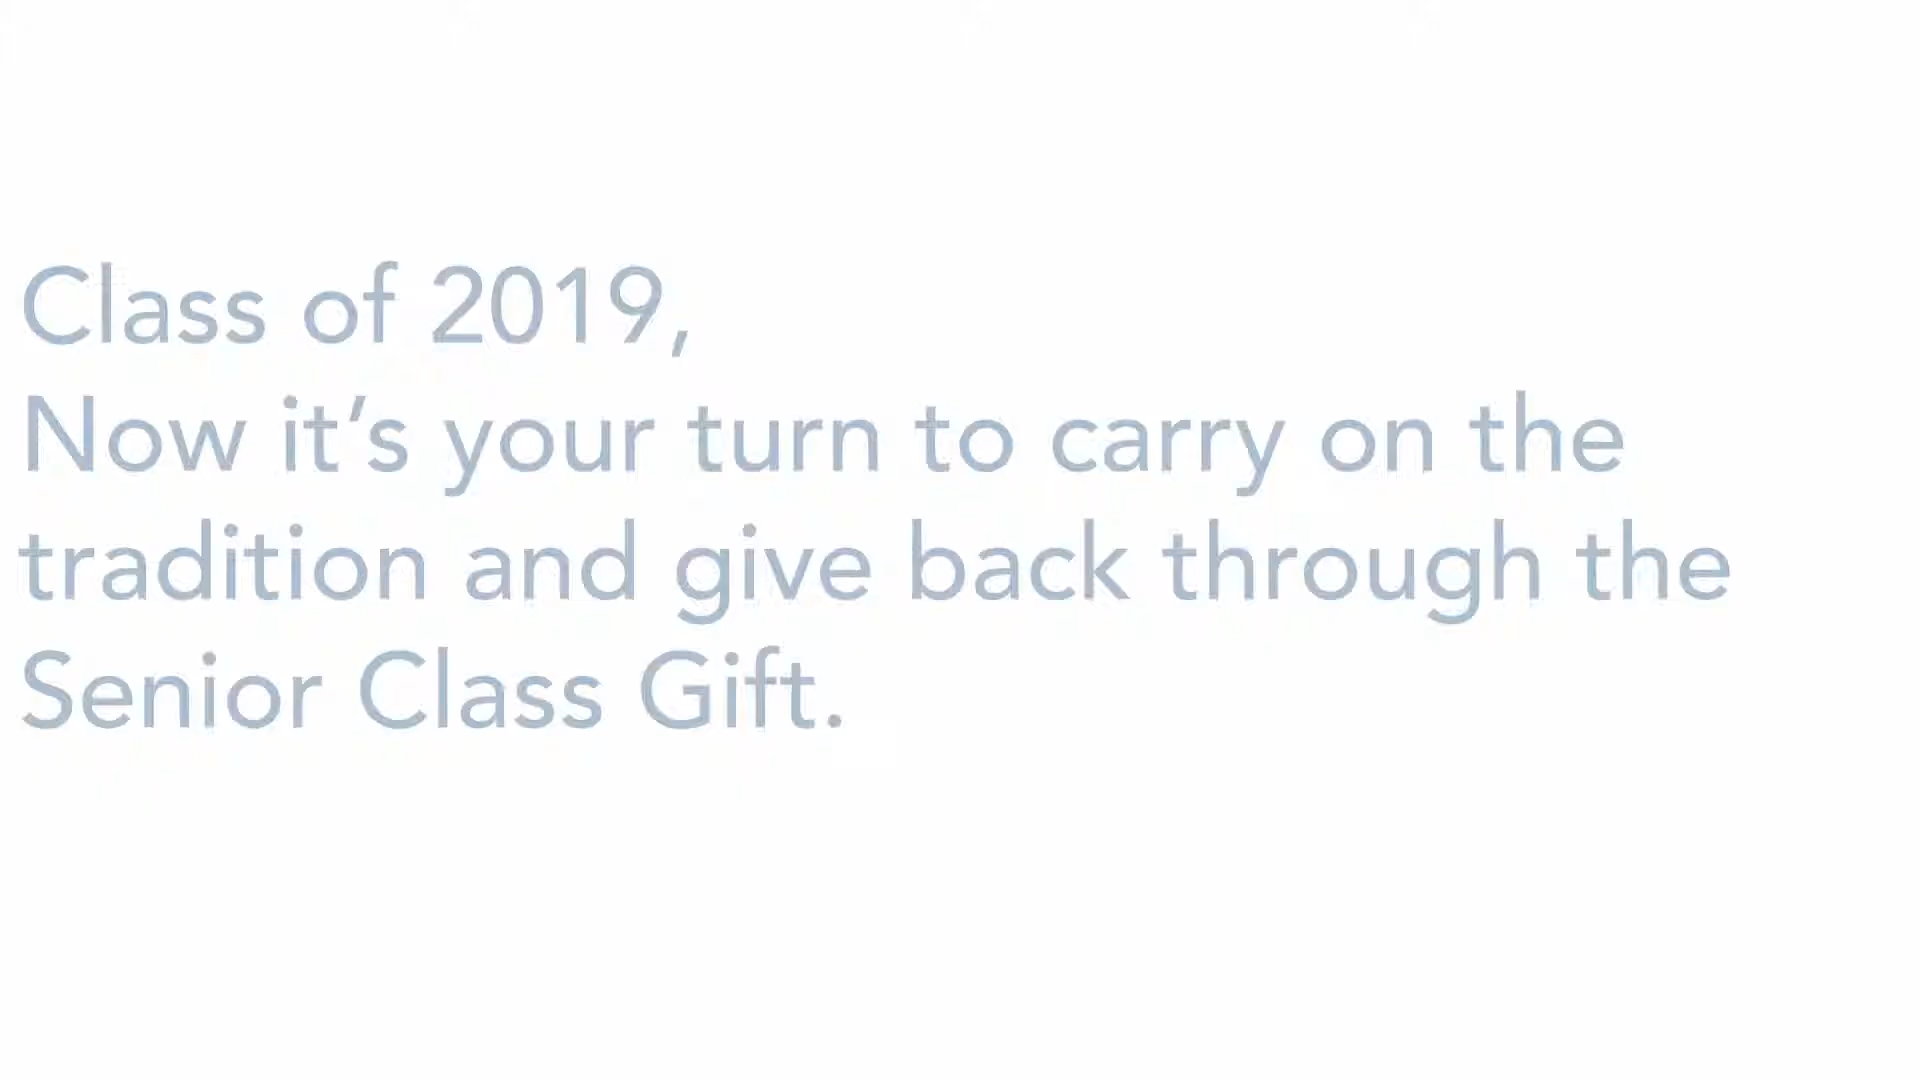 Class of 2019,
Now it’s your turn to carry on the
tradition and give back through the
Senior Class Gift.